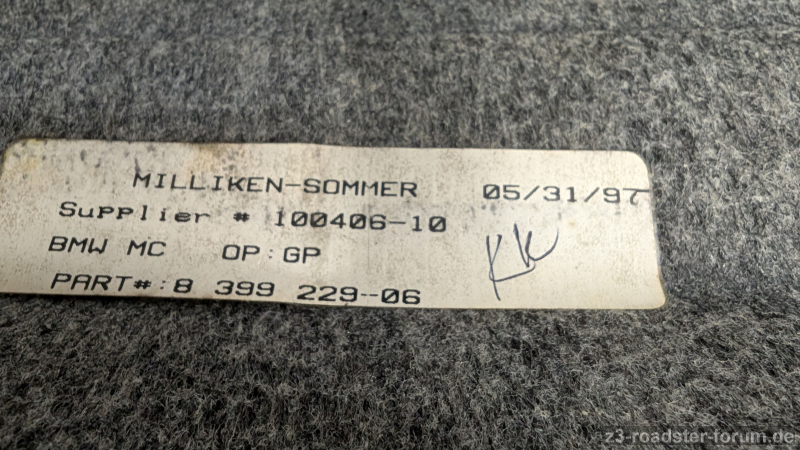 MILLIKEN-SOMMER 05/31/97
Supplier # 100406-10
BMW MC OP:GP
KK
PART#:8 399 229--06
z3-roadster-forum.de